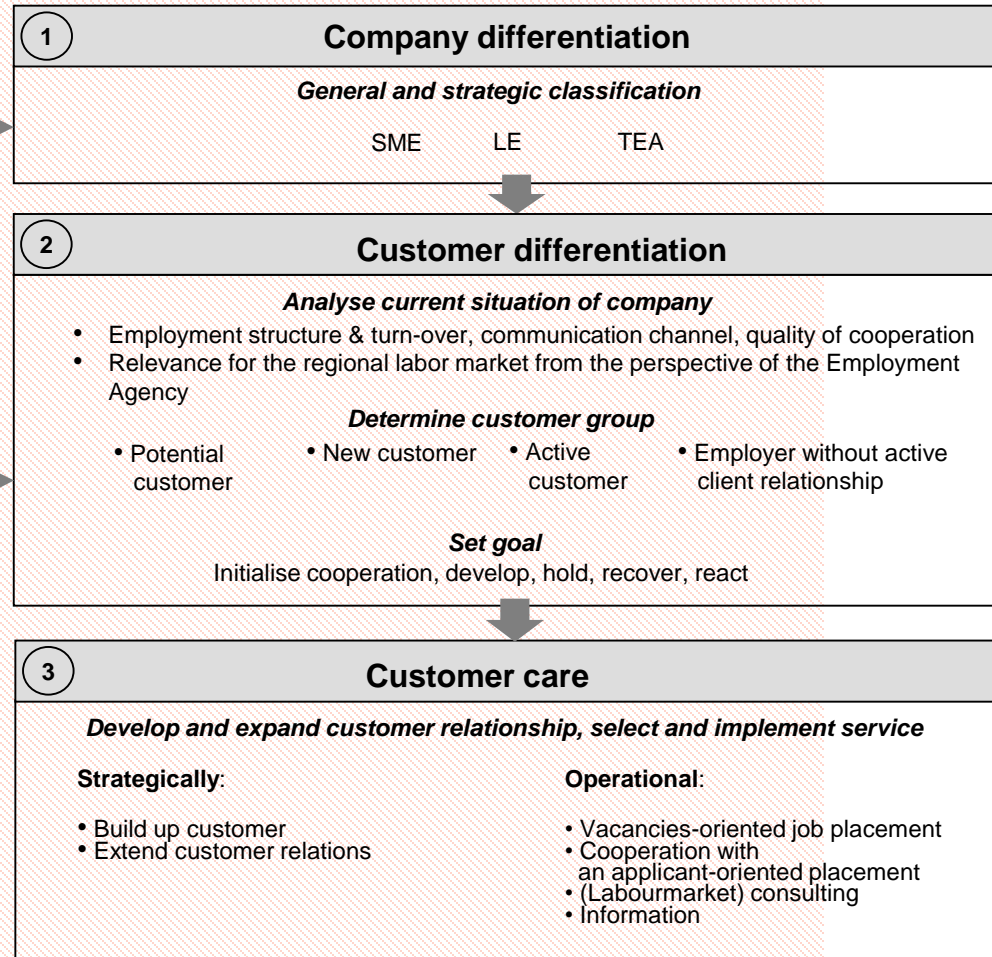 1
Company differentiation
General and strategic classification
SME LE TEA
2
Customer differentiation
Analyse current situation of company
• Employment structure & turn-over, communication channel, quality of cooperation
• Relevance for the regional labor market from the perspective of the Employment
Agency
Determine customer group
• Potential
customer
• New customer
• Active
customer
• Employer without active
client relationship
Set goal
Initialise cooperation, develop, hold, recover, react
3
Customer care
Develop and expand customer relationship, select and implement service
Strategically:
• Build up customer
• Extend customer relations
Operational:
• Vacancies-oriented job placement
• Cooperation with
an applicant-oriented placement
• (Labourmarket) consulting
• Information